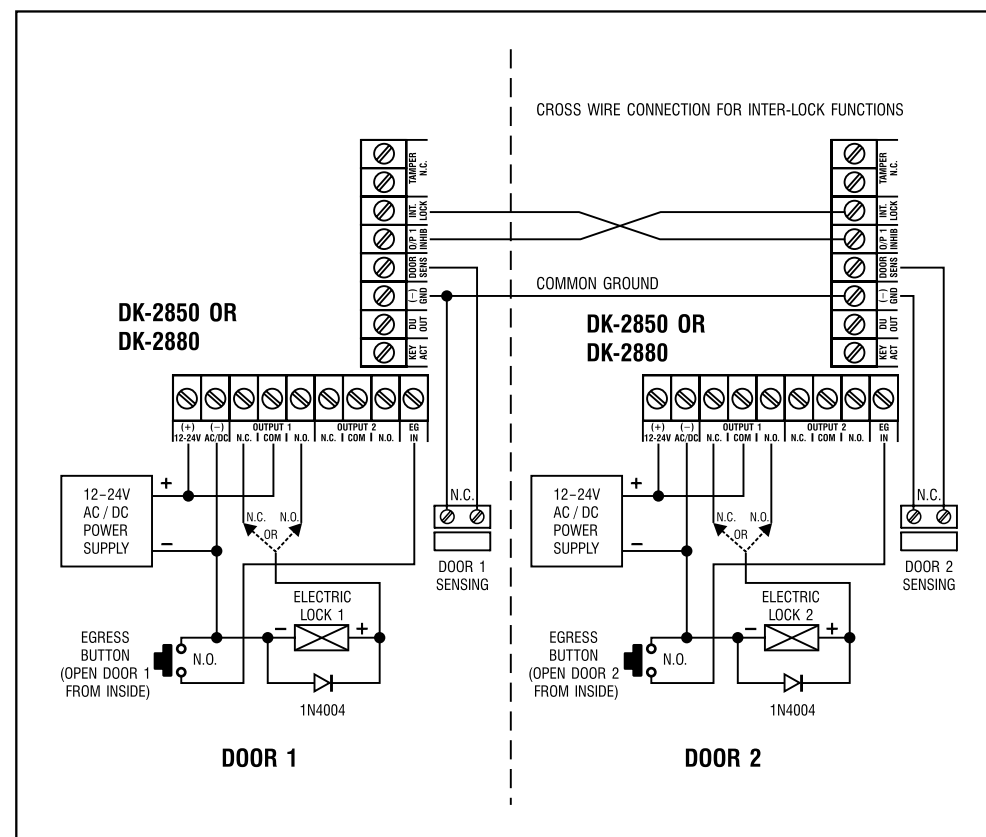 CROSS WIRE CONNECTION FOR INTER-LOCK FUNCTIONS
TAMPER
N.C.
INT.
LOCK
O/P 1
INHIB
DOOR
SENS
(–)
GND
DU
OUT
KEY
ACT
TAMPER
N.C.
INT.
LOCK
O/P 1
INHIB
DOOR
SENS
(–)
GND
DU
OUT
KEY
ACT
COMMON GROUND
DK-2850 OR
DK-2880
DK-2850 OR
DK-2880
(+) (–) OUTPUT 1 OUTPUT 2 EG
12-24V AC/DC N.C. COM N.O. N.C. COM N.O. IN
(+) (–) OUTPUT 1 OUTPUT 2 EG
12-24V AC/DC N.C. COM N.O. N.C. COM N.O. IN
12–24V
AC / DC
POWER
SUPPLY
+
–
N.C. N.O.
OR
N.C.
DOOR 1
SENSING
ELECTRIC
LOCK 1
– +
EGRESS
BUTTON
(OPEN DOOR 1
FROM INSIDE)
N.O.
1N4004
12–24V
AC / DC
POWER
SUPPLY
+
–
N.C. N.O.
OR
N.C.
DOOR 2
SENSING
ELECTRIC
LOCK 2
– +
EGRESS
BUTTON
(OPEN DOOR 2
FROM INSIDE)
N.O.
1N4004
DOOR 1
DOOR 2